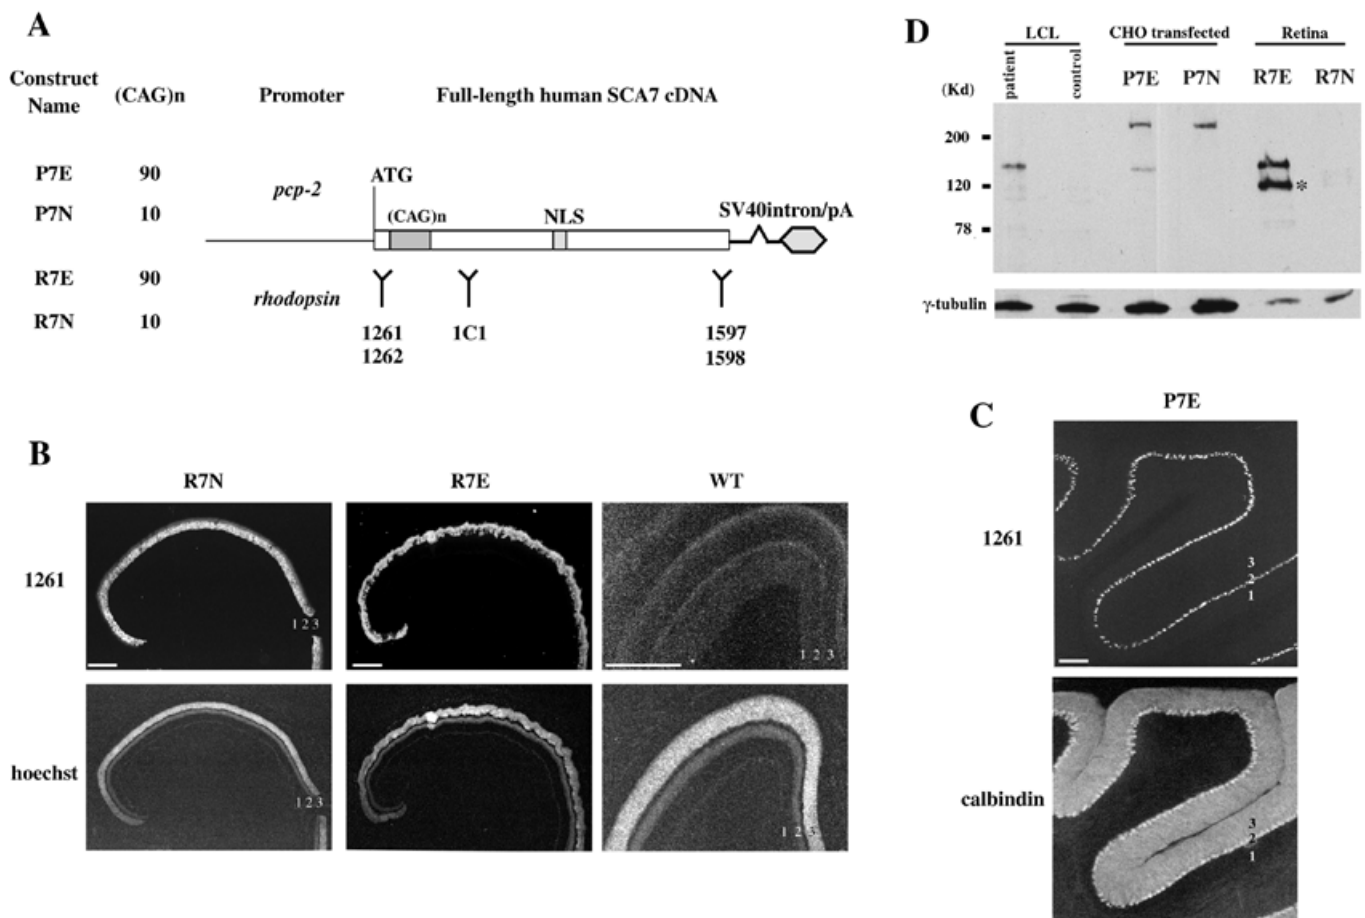 A
Construct Name (CAG)n Promoter Full-length human SCA7 cDNA
P7E 90
P7N 10
pcp-2
ATG
(CAG)n
NLS
SV40intron/pA
R7E 90
R7N 10
rhodopsin
1261
1262
1C1
1597
1598
B
R7N R7E WT
1261
1 2 3
1 2 3
hoechst
1 2 3
1 2 3
D
LCL CHO transfected Retina
patient control P7E P7N R7E R7N
(Kd)
200
120
*
78
γ-tubulin
C
P7E
1261
3
2
1
calbindin
3
2
1